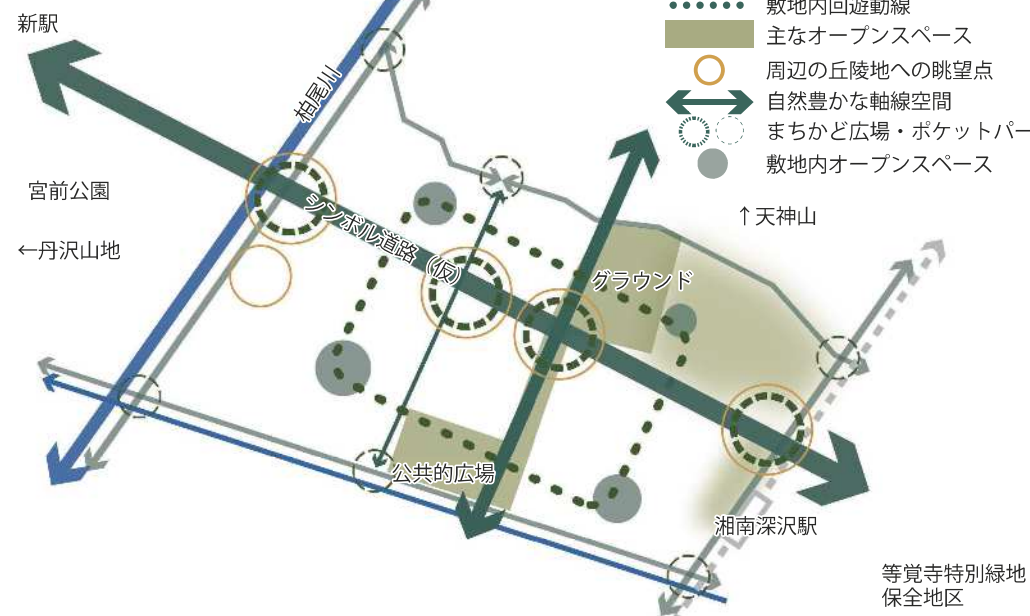 新駅
敷地内回遊動線
主なオープンスペース
周辺の丘陵地への眺望点
自然豊かな軸線空間
まちかど広場・ポケットパー
敷地内オープンスペース
柏尾川
宮前公園
←丹沢山地
↑天神山
シンボル道路（仮）
グラウンド
公共的広場
湘南深沢駅
等覚寺特別緑地
保全地区